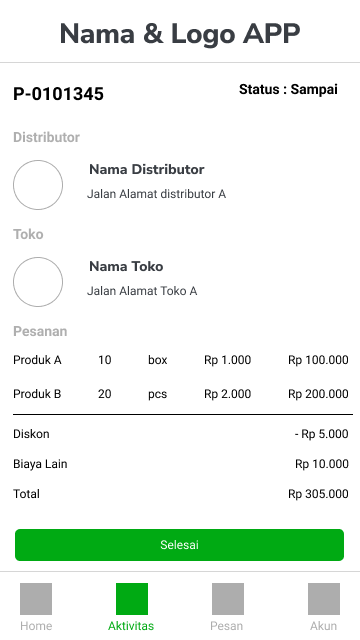 Nama & Logo APP
P-0101345 Status : Sampai
Distributor
Nama Distributor
Jalan Alamat distributor A
Toko
Nama Toko
Jalan Alamat Toko A
Pesanan
Produk A 10 box Rp 1.000 Rp 100.000
Produk B 20 pcs Rp 2.000 Rp 200.000
Diskon - Rp 5.000
Biaya Lain Rp 10.000
Total Rp 305.000
Selesai
Home Aktivitas Pesan Akun